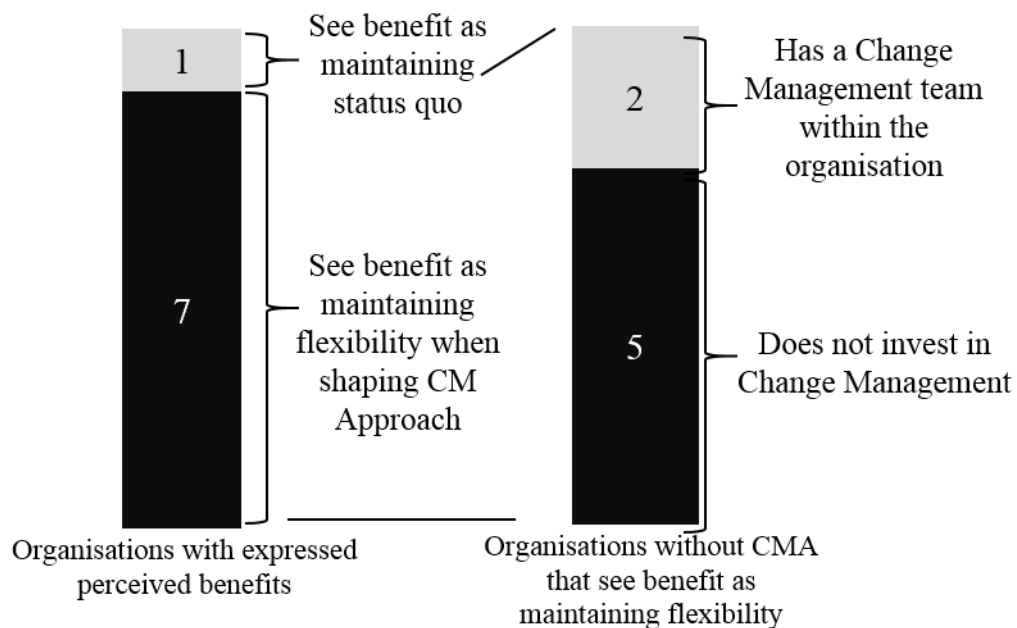 1
See benefit as
maintaining
status quo
7
See benefit as
maintaining
flexibility when
shaping CM
Approach
Organisations with expressed
perceived benefits
2
Has a Change
Management team
within the
organisation
5
Does not invest in
Change Management
Organisations without CMA
that see benefit as
maintaining flexibility